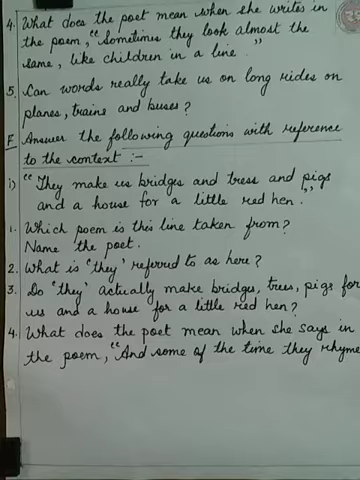 4. What does the poet mean when she writes in
the poem, "Sometimes they look almost the
same, like children in a line."
5. Can words really take us on long rides on
planes, trains and buses?
F. Answer the following questions with reference
to the context :-
i) "They make us bridges and tress and pigs
and a house for a little red hen."
1. Which poem is this line taken from?
Name the poet.
2. What is 'they' referred to as here?
3. Do 'they' actually make bridges, trees, pigs for
us and a house for a little red hen?
4. What does the poet mean when she says in
the poem, "And some of the time they rhyme